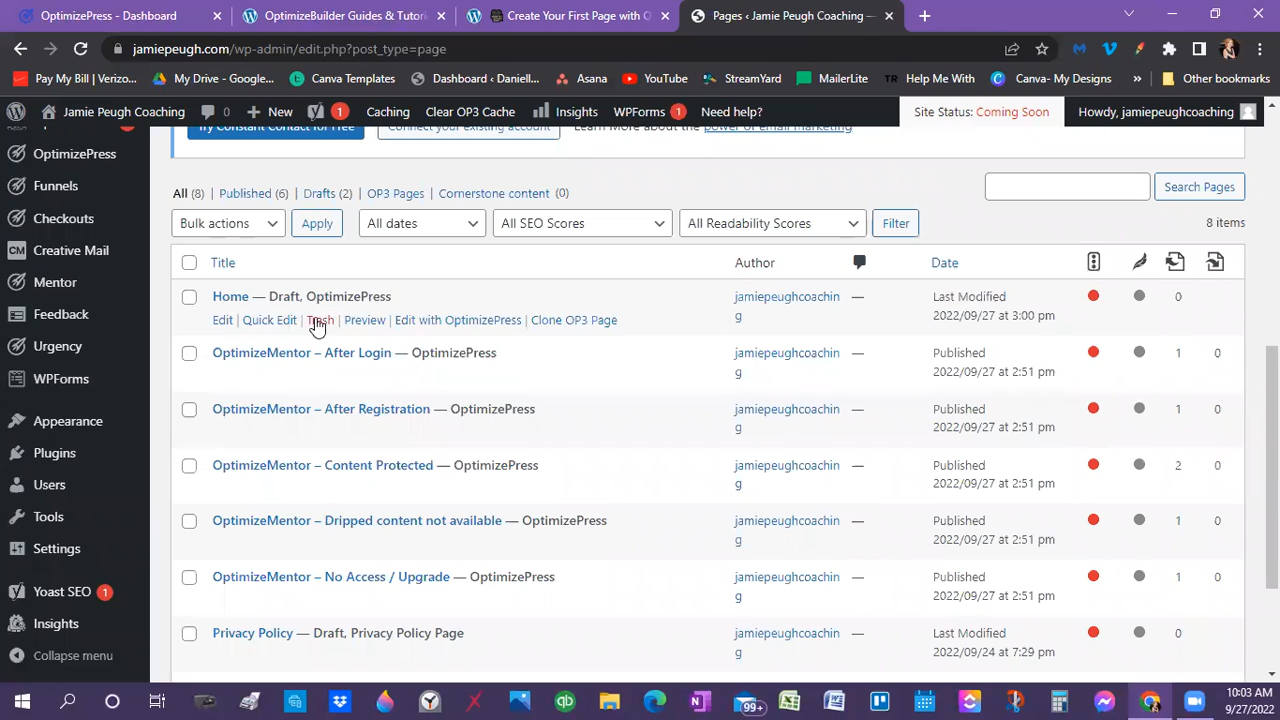 OptimizePress - Dashboard
OptimizeBuilder Guides & Tutori
Create Your First Page with O
Pages ‹ Jamie Peugh Coaching —
jamiepeugh.com/wp-admin/edit.php?post_type=page
Pay My Bill | Verizo...
My Drive - Google...
Canva Templates
Dashboard ‹ Daniell...
Asana
YouTube
StreamYard
MailerLite
TR Help Me With
Canva- My Designs
»
Other bookmarks
Jamie Peugh Coaching
0
New
1
Caching
Clear OP3 Cache
Insights
WPForms 1
Need help?
Site Status: Coming Soon
Howdy, jamiepeughcoaching
Try Constant Contact for Free
Connect your existing account
Learn More about the power of email marketing
OptimizePress
Funnels
Checkouts
CM Creative Mail
Mentor
Feedback
Urgency
WPForms
Appearance
Plugins
Users
Tools
Settings
Yoast SEO 1
Insights
Collapse menu
All (8) | Published (6) | Drafts (2) | OP3 Pages | Cornerstone content (0)
Search Pages
Bulk actions
Apply
All dates
All SEO Scores
All Readability Scores
Filter
8 items
Title
Author
Date
Home — Draft, OptimizePress
jamiepeughcoachin
g
—
Last Modified
2022/09/27 at 3:00 pm
0
Edit | Quick Edit | Trash | Preview | Edit with OptimizePress | Clone OP3 Page
OptimizeMentor – After Login — OptimizePress
jamiepeughcoachin
g
—
Published
2022/09/27 at 2:51 pm
1
0
OptimizeMentor – After Registration — OptimizePress
jamiepeughcoachin
g
—
Published
2022/09/27 at 2:51 pm
1
0
OptimizeMentor – Content Protected — OptimizePress
jamiepeughcoachin
g
—
Published
2022/09/27 at 2:51 pm
2
0
OptimizeMentor – Dripped content not available — OptimizePress
jamiepeughcoachin
g
—
Published
2022/09/27 at 2:51 pm
1
0
OptimizeMentor – No Access / Upgrade — OptimizePress
jamiepeughcoachin
g
—
Published
2022/09/27 at 2:51 pm
1
0
Privacy Policy — Draft, Privacy Policy Page
jamiepeughcoachin
g
—
Last Modified
2022/09/24 at 7:29 pm
0
99+
10:03 AM
9/27/2022